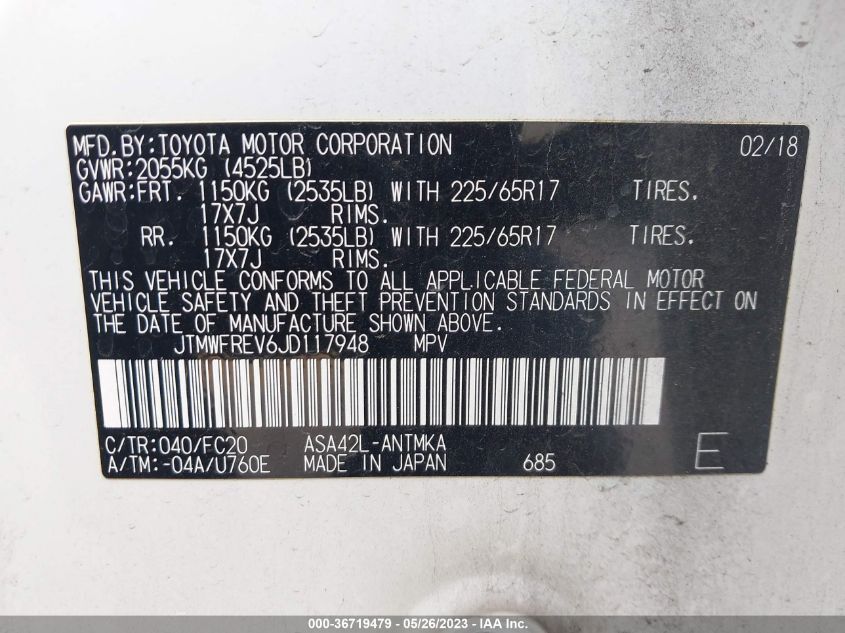 MFD.BY:TOYOTA MOTOR CORPORATION 02/18
GVWR:2055KG (4525LB)
GAWR:FRT. 1150KG (2535LB) WITH 225/65R17 TIRES.
17X7J RIMS.
RR. 1150KG (2535LB) WITH 225/65R17 TIRES.
17X7J RIMS.
THIS VEHICLE CONFORMS TO ALL APPLICABLE FEDERAL MOTOR
VEHICLE SAFETY AND THEFT PREVENTION STANDARDS IN EFFECT ON
THE DATE OF MANUFACTURE SHOWN ABOVE.
JTMWFREV6JD117948 MPV
C/TR:040/FC20 ASA42L-ANTMKA
A/TM:-04A/U760E MADE IN JAPAN 685 E
000-36719479 - 05/26/2023 - IAA Inc.